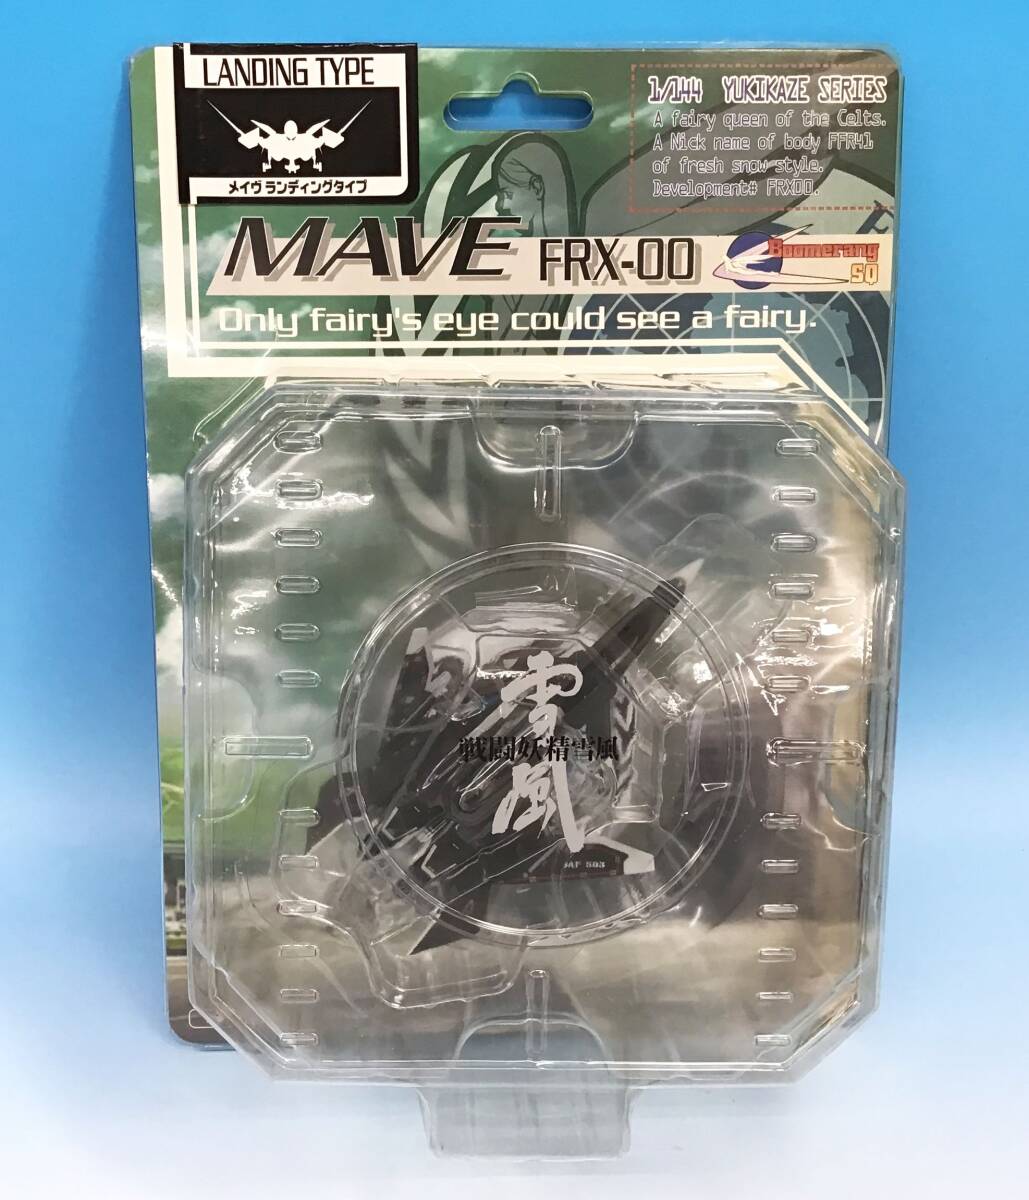 LANDING TYPE
メイヴ ランディングタイプ
1/144 YUKIKAZE SERIES
A fairy queen of the Celts.
A Nick name of body FFR41
of fresh snow style.
Development# FRX00.
MAVE FRX-00
Boomerang
SQ
Only fairy's eye could see a fairy.
雪
戦闘妖精雪風
風
503